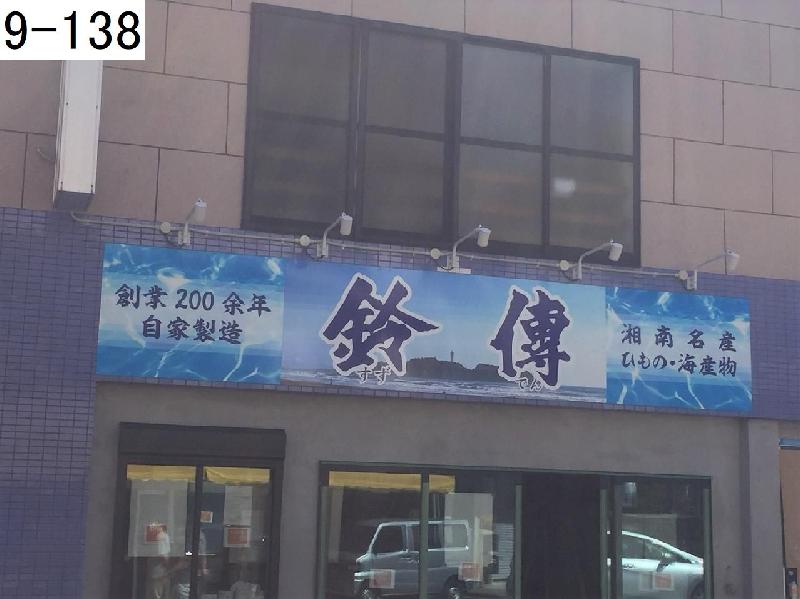 9-138
創業200余年
自家製造
鈴傳
すず
でん
湘南名産
ひもの・海産物